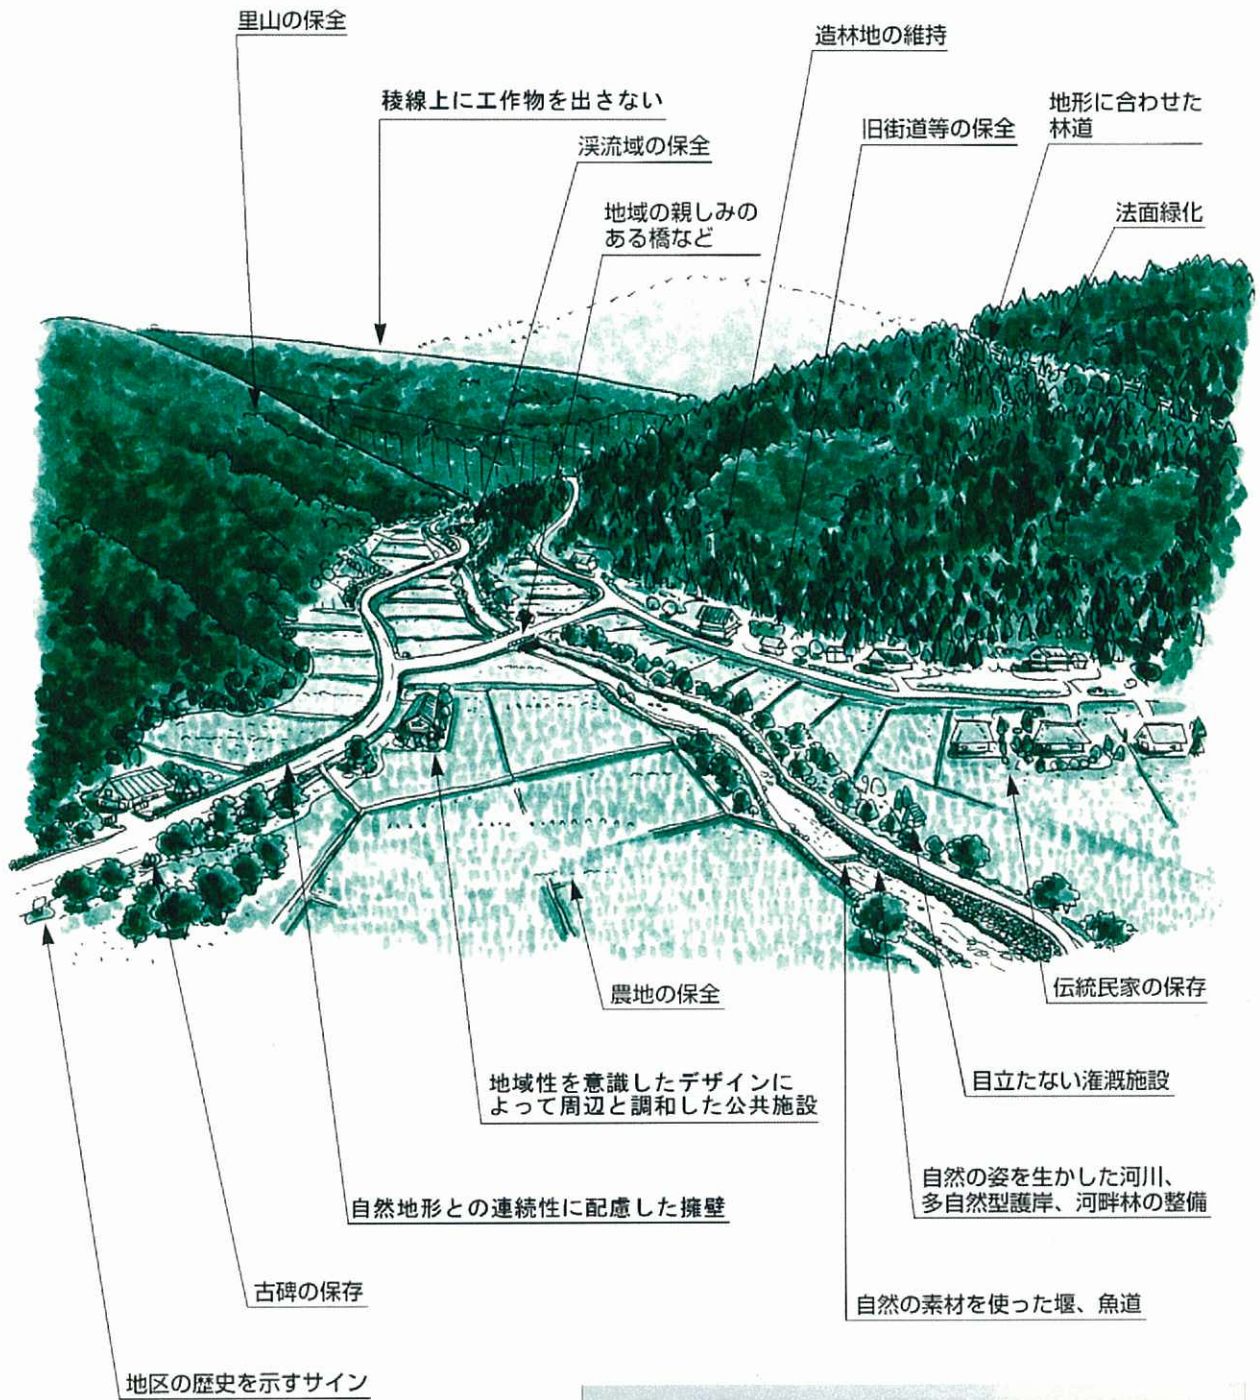 里山の保全
造林地の維持
稜線上に工作物を出さない
地形に合わせた
林道
旧街道等の保全
渓流域の保全
地域の親しみの
ある橋など
法面緑化
農地の保全
伝統民家の保存
地域性を意識したデザインに
よって周辺と調和した公共施設
目立たない潅漑施設
自然の姿を生かした河川、
多自然型護岸、河畔林の整備
自然地形との連続性に配慮した擁壁
古碑の保存
自然の素材を使った堰、魚道
地区の歴史を示すサイン